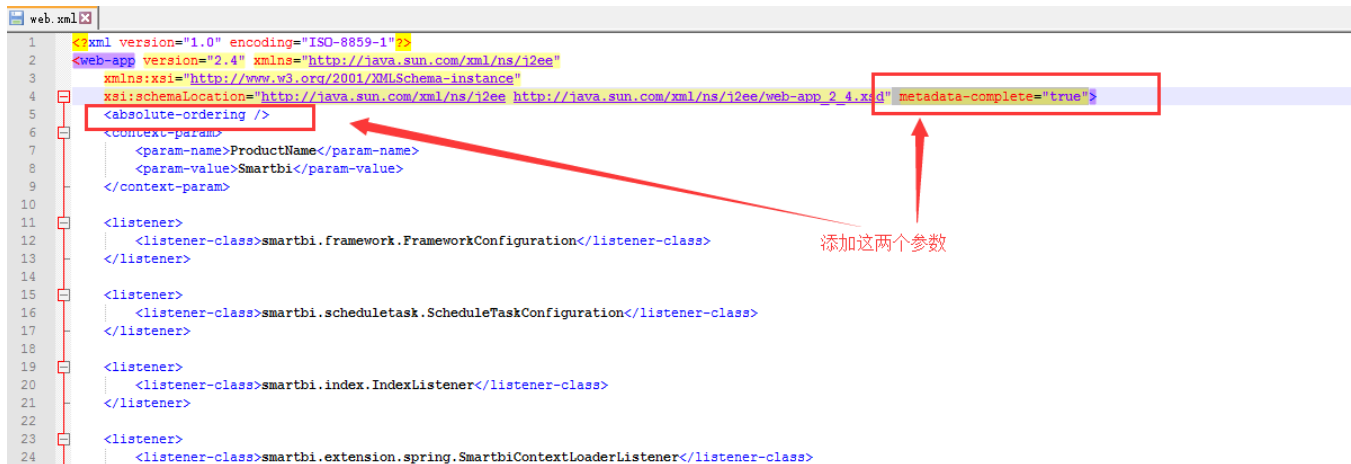 web.xml
1 <?xml version="1.0" encoding="ISO-8859-1"?>
2 <web-app version="2.4" xmlns="http://java.sun.com/xml/ns/j2ee"
3 xmlns:xsi="http://www.w3.org/2001/XMLSchema-instance"
4 xsi:schemaLocation="http://java.sun.com/xml/ns/j2ee http://java.sun.com/xml/ns/j2ee/web-app_2_4.xsd" metadata-complete="true">
5 <absolute-ordering />
6 <context-param>
7 <param-name>ProductName</param-name>
8 <param-value>Smartbi</param-value>
9 </context-param>
10
11 <listener>
12 <listener-class>smartbi.framework.FrameworkConfiguration</listener-class>
添加这两个参数
13 </listener>
14
15 <listener>
16 <listener-class>smartbi.scheduletask.ScheduleTaskConfiguration</listener-class>
17 </listener>
18
19 <listener>
20 <listener-class>smartbi.index.IndexListener</listener-class>
21 </listener>
22
23 <listener>
24 <listener-class>smartbi.extension.spring.SmartbiContextLoaderListener</listener-class>